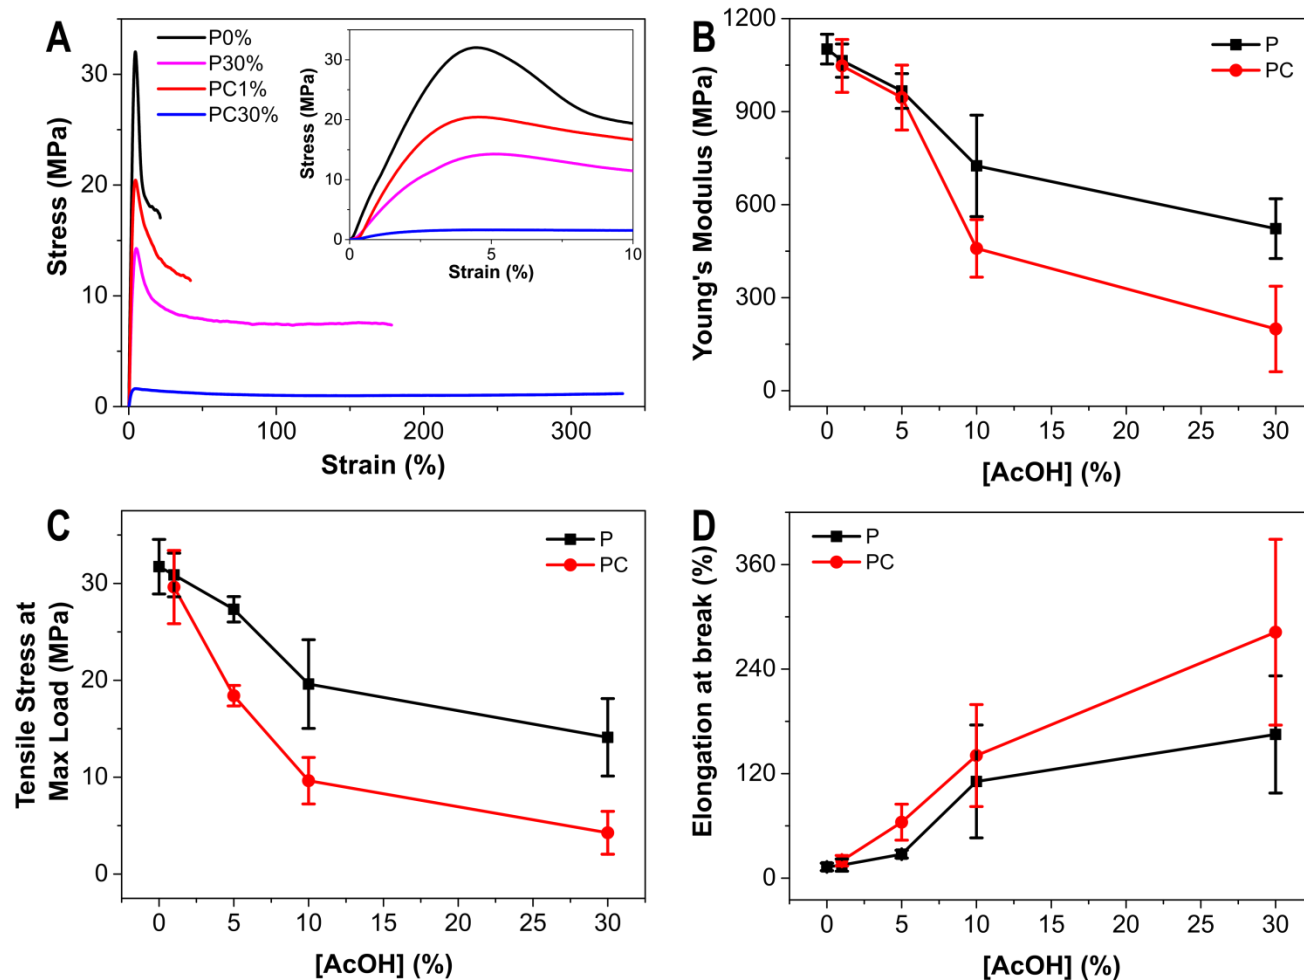 A
P0%
P30%
PC1%
PC30%
Stress (MPa)
30
20
10
0
0
100
200
300
Strain (%)
Stress (MPa)
30
20
10
0
0
5
10
Strain (%)
B
P
PC
Young's Modulus (MPa)
1200
900
600
300
0
0
5
10
15
20
25
30
[AcOH] (%)
C
P
PC
Tensile Stress at
Max Load (MPa)
30
20
10
0
0
5
10
15
20
25
30
[AcOH] (%)
D
P
PC
Elongation at break (%)
360
240
120
0
0
5
10
15
20
25
30
[AcOH] (%)